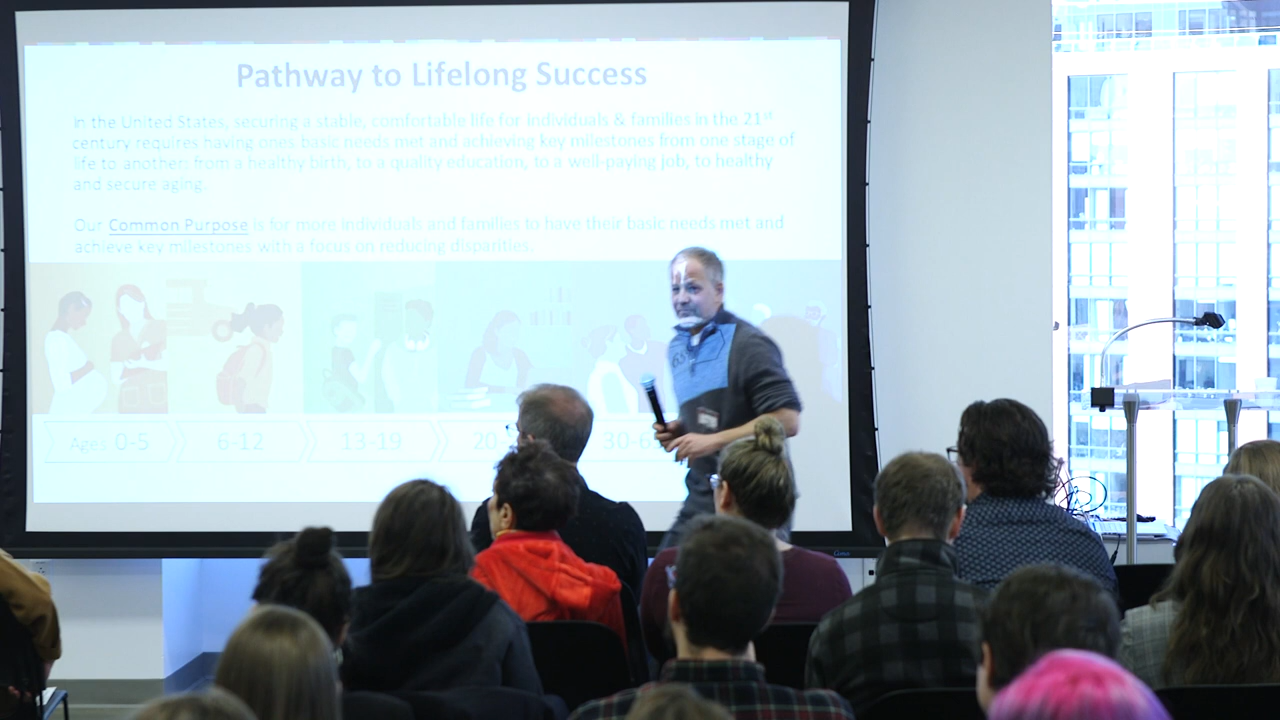 Pathway to Lifelong Success
In the United States, securing a stable, comfortable life for individuals & families in the 21st
century requires having ones basic needs met and achieving key milestones from one stage of
life to another: from a healthy birth, to a quality education, to a well-paying job, to healthy
and secure aging.
Our Common Purpose is for more individuals and families to have their basic needs met and
achieve key milestones with a focus on reducing disparities.
Ages: 0-5 6-12 13-19 20- 30-6